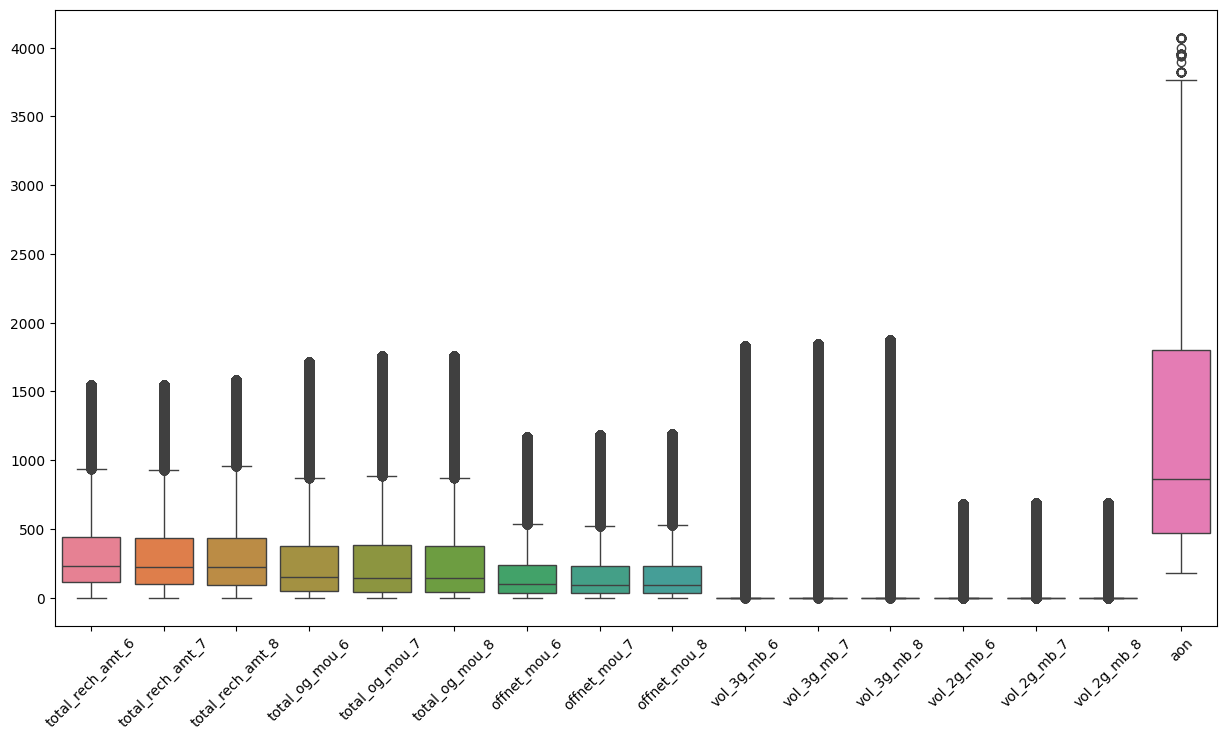 4000
3500
3000
2500
2000
1500
1000
500
0
total_rech_amt_6
total_rech_amt_7
total_rech_amt_8
total_og_mou_6
total_og_mou_7
total_og_mou_8
offnet_mou_6
offnet_mou_7
offnet_mou_8
vol_3g_mb_6
vol_3g_mb_7
vol_3g_mb_8
vol_2g_mb_6
vol_2g_mb_7
vol_2g_mb_8
aon